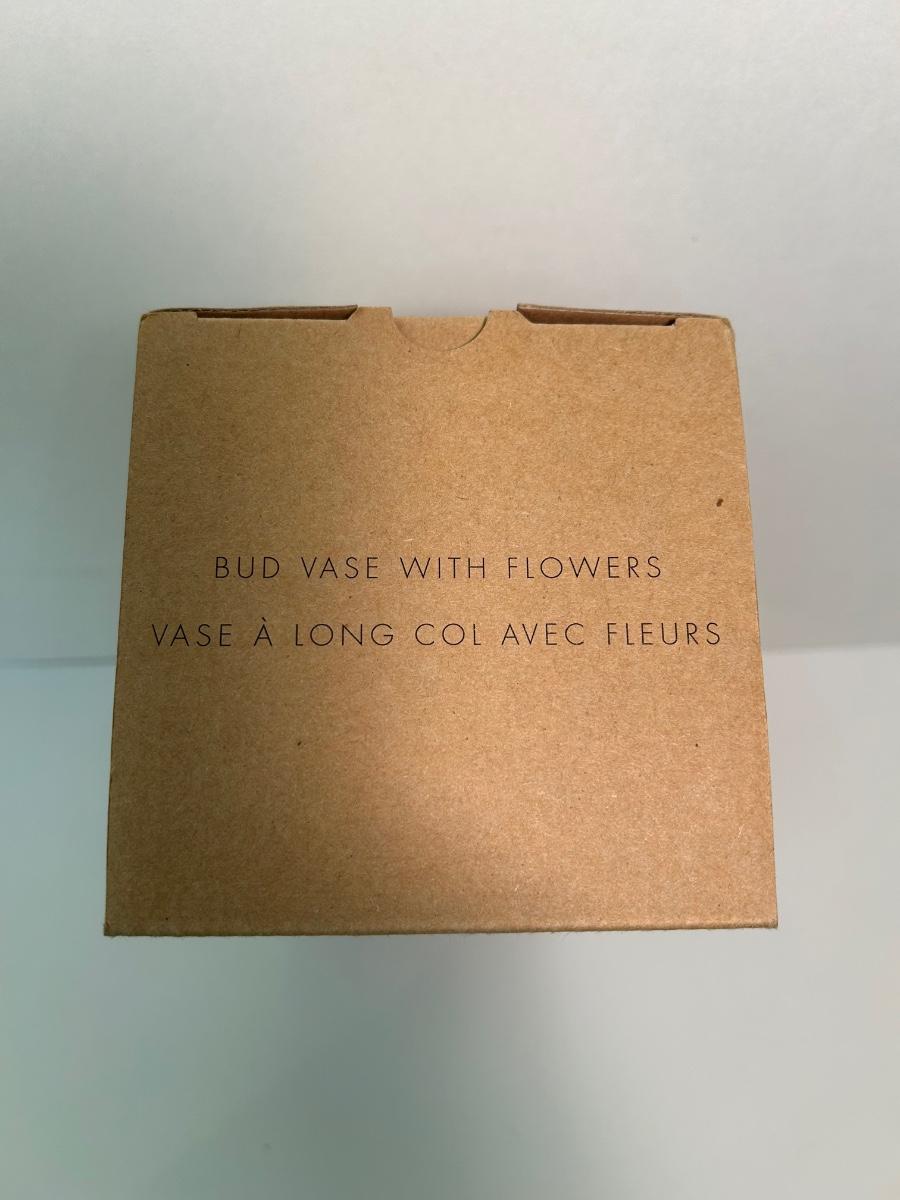 BUD VASE WITH FLOWERS
VASE À LONG COL AVEC FLEURS